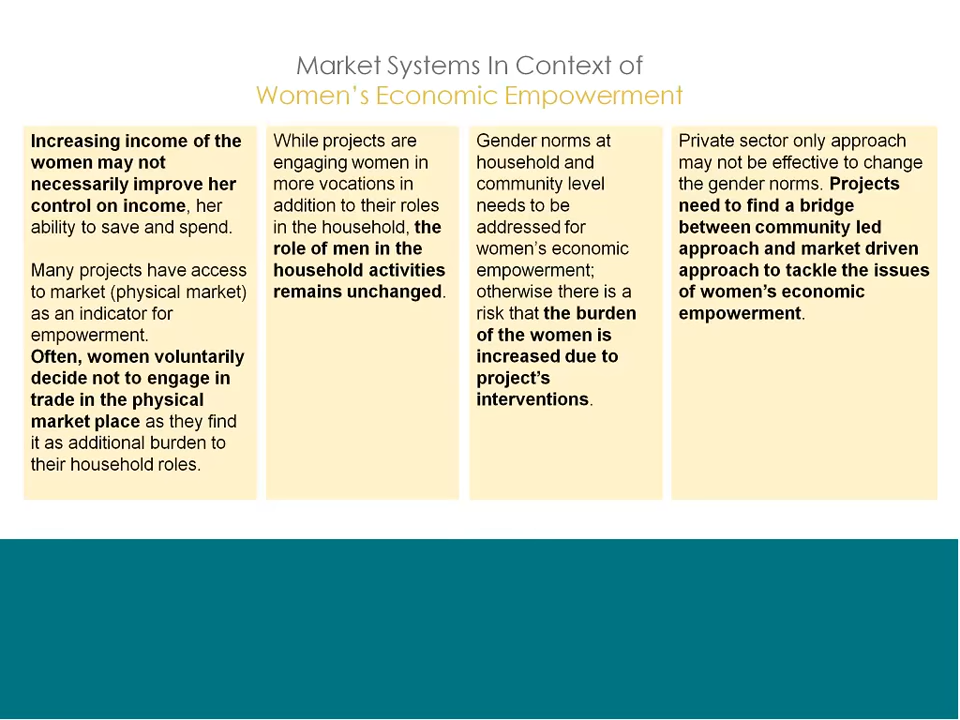 Market Systems In Context of
Women's Economic Empowerment
Increasing income of the
women may not
necessarily improve her
control on income, her
ability to save and spend.
Many projects have access
to market (physical market)
as an indicator for
empowerment.
Often, women voluntarily
decide not to engage in
trade in the physical
market place as they find
it as additional burden to
their household roles.
While projects are
engaging women in
more vocations in
addition to their roles
in the household, the
role of men in the
household activities
remains unchanged.
Gender norms at
household and
community level
needs to be
addressed for
women's economic
empowerment;
otherwise there is a
risk that the burden
of the women is
increased due to
project's
interventions.
Private sector only approach
may not be effective to change
the gender norms. Projects
need to find a bridge
between community led
approach and market driven
approach to tackle the issues
of women's economic
empowerment.